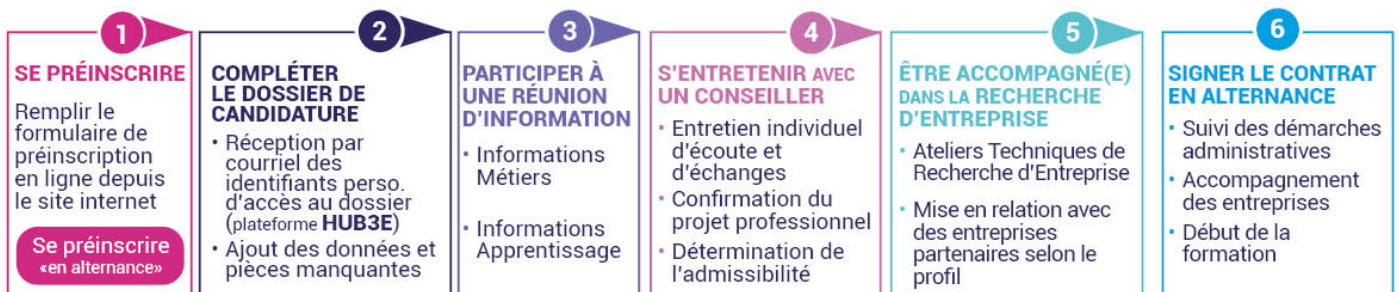 1
SE PRÉINSCRIRE
Remplir le
formulaire de
préinscription
en ligne depuis
le site internet
Se préinscrire
«en alternance»
2
COMPLÉTER
LE DOSSIER DE
CANDIDATURE
• Réception par
courriel des
identifiants perso.
d'accès au dossier
(plateforme HUB3E)
• Ajout des données et
pièces manquantes
3
PARTICIPER À
UNE RÉUNION
D'INFORMATION
• Informations
Métiers
• Informations
Apprentissage
4
S'ENTRETENIR AVEC
UN CONSEILLER
• Entretien individuel
d'écoute et
d'échanges
• Confirmation du
projet professionnel
• Détermination de
l'admissibilité
5
ÊTRE ACCOMPAGNÉ(E)
DANS LA RECHERCHE
D'ENTREPRISE
• Ateliers Techniques de
Recherche d'Entreprise
• Mise en relation avec
des entreprises
partenaires selon le
profil
6
SIGNER LE CONTRAT
EN ALTERNANCE
• Suivi des démarches
administratives
• Accompagnement
des entreprises
• Début de la
formation